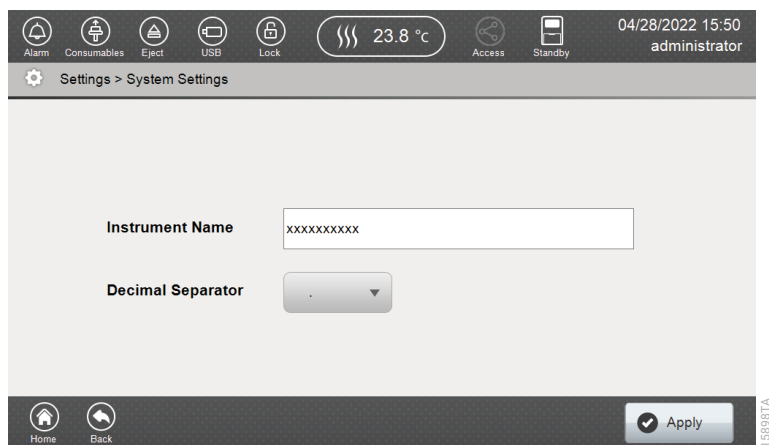 04/28/2022 15:50
administrator
23.8 °c
Alarm Consumables Eject USB Lock Access Standby
Settings > System Settings
Instrument Name xxxxxxxxxx
Decimal Separator .
Home Back Apply
15898TA